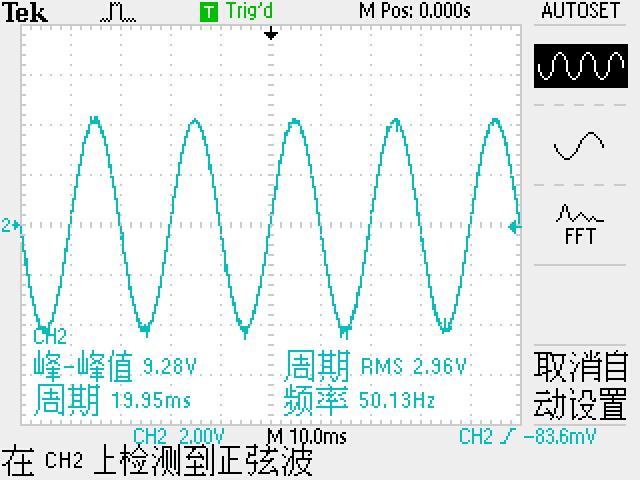 Tek T Trig'd M Pos: 0.000s AUTOSET
2
FFT
CH2
峰-峰值 9.28V 周期 RMS 2.96V
周期 19.95ms 频率 50.13Hz
取消自
动设置
CH2 2.00V M 10.0ms CH2 -83.6mV
在 CH2 上检测到正弦波